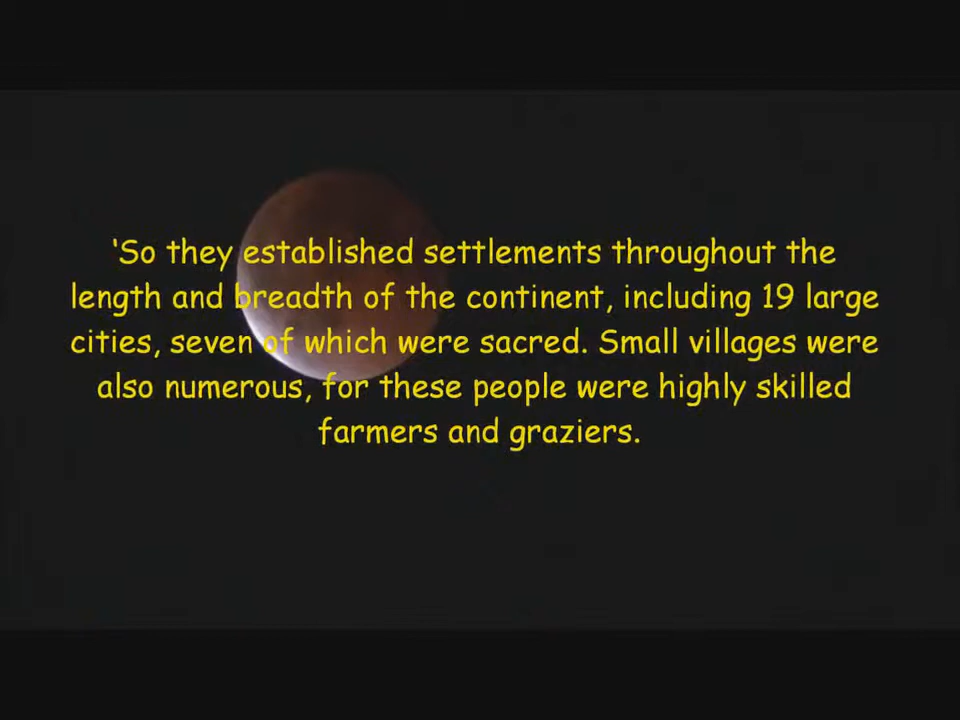 ‘So they established settlements throughout the
length and breadth of the continent, including 19 large
cities, seven of which were sacred. Small villages were
also numerous, for these people were highly skilled
farmers and graziers.